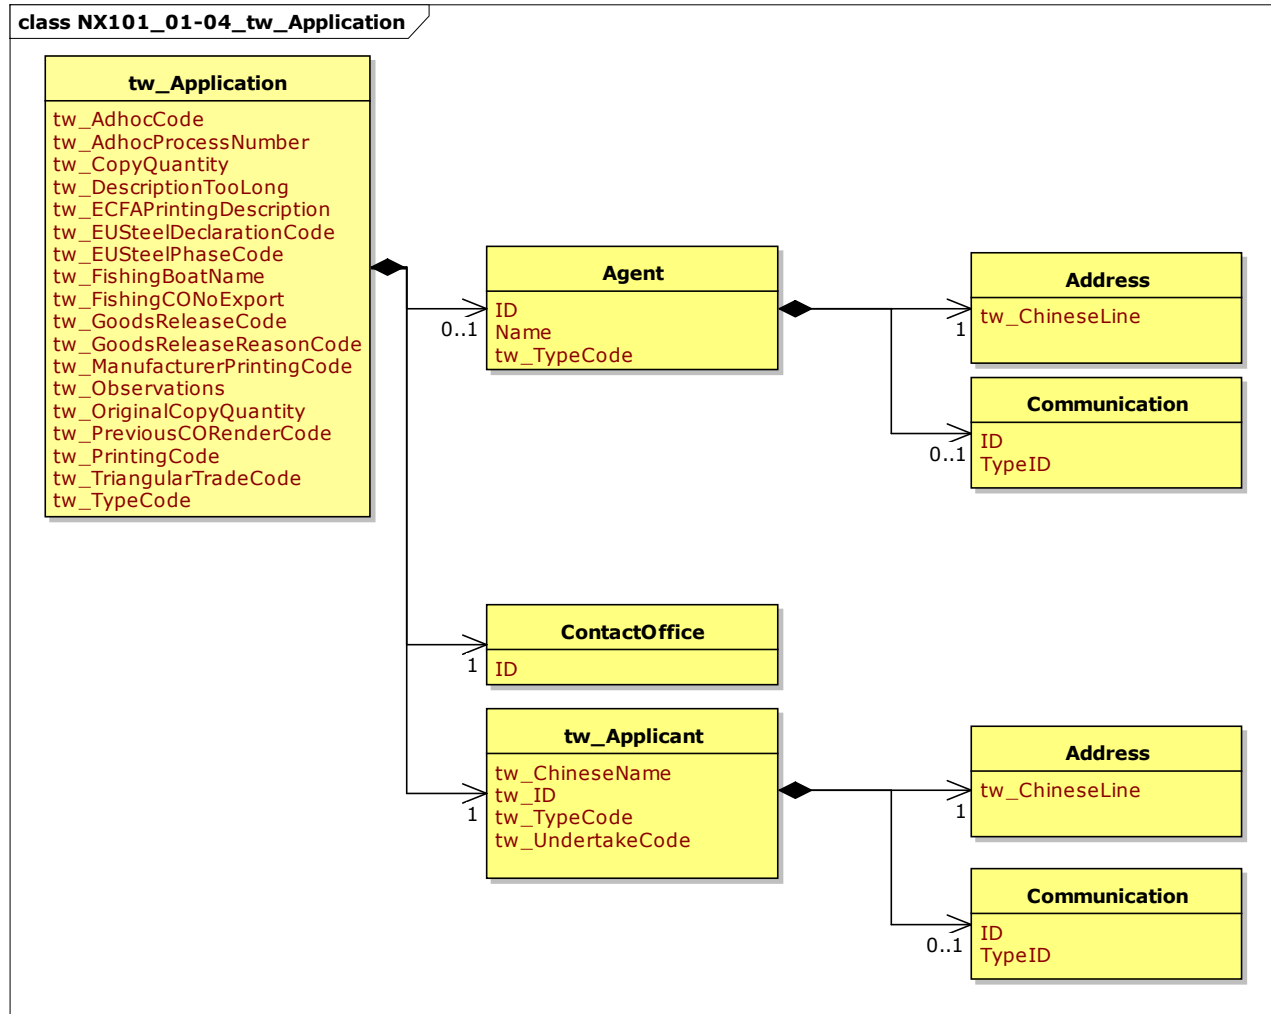 class NX101_01-04_tw_Application
tw_Application
tw_AdhocCode
tw_AdhocProcessNumber
tw_CopyQuantity
tw_DescriptionTooLong
tw_ECFAPrintingDescription
tw_EUSteelDeclarationCode
tw_EUSteelPhaseCode
tw_FishingBoatName
tw_FishingCONoExport
tw_GoodsReleaseCode
tw_GoodsReleaseReasonCode
tw_ManufacturerPrintingCode
tw_Observations
tw_OriginalCopyQuantity
tw_PreviousCORenderCode
tw_PrintingCode
tw_TriangularTradeCode
tw_TypeCode
0..1
Agent
ID
Name
tw_TypeCode
1
Address
tw_ChineseLine
0..1
Communication
ID
TypeID
1
ContactOffice
ID
1
tw_Applicant
tw_ChineseName
tw_ID
tw_TypeCode
tw_UndertakeCode
1
Address
tw_ChineseLine
0..1
Communication
ID
TypeID